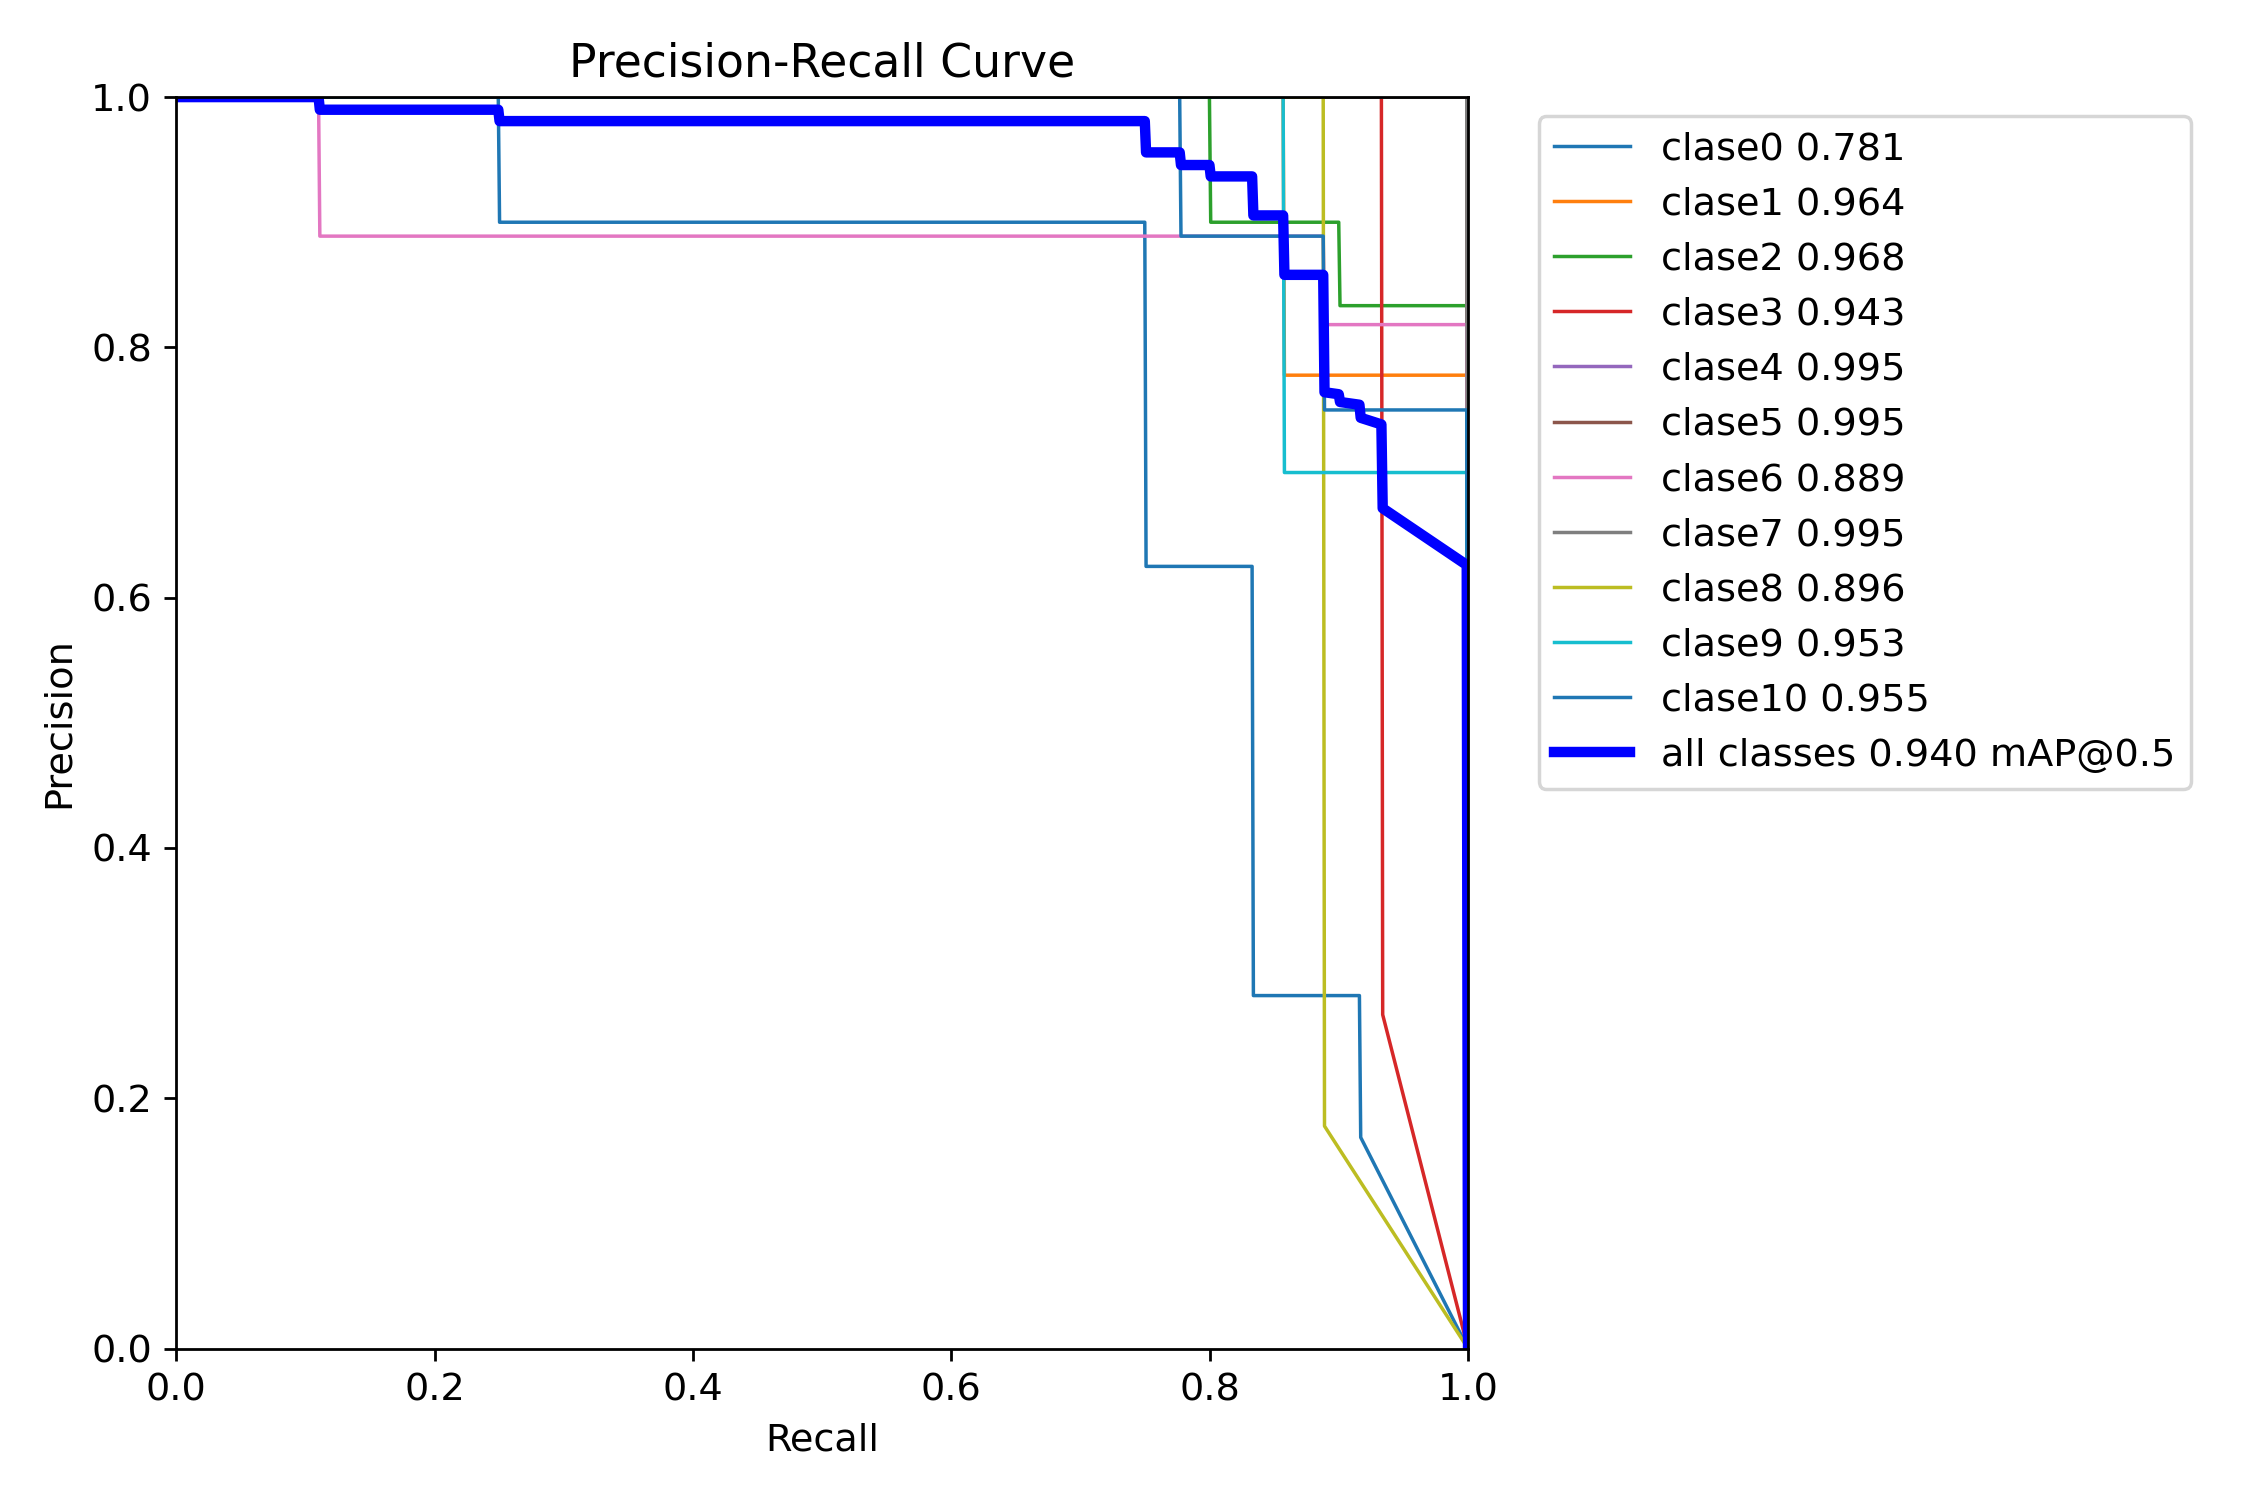 Precision-Recall Curve
1.0
0.8
0.6
0.4
0.2
0.0
Precision
0.0 0.2 0.4 0.6 0.8 1.0
Recall
clase0 0.781
clase1 0.964
clase2 0.968
clase3 0.943
clase4 0.995
clase5 0.995
clase6 0.889
clase7 0.995
clase8 0.896
clase9 0.953
clase10 0.955
all classes 0.940 mAP@0.5